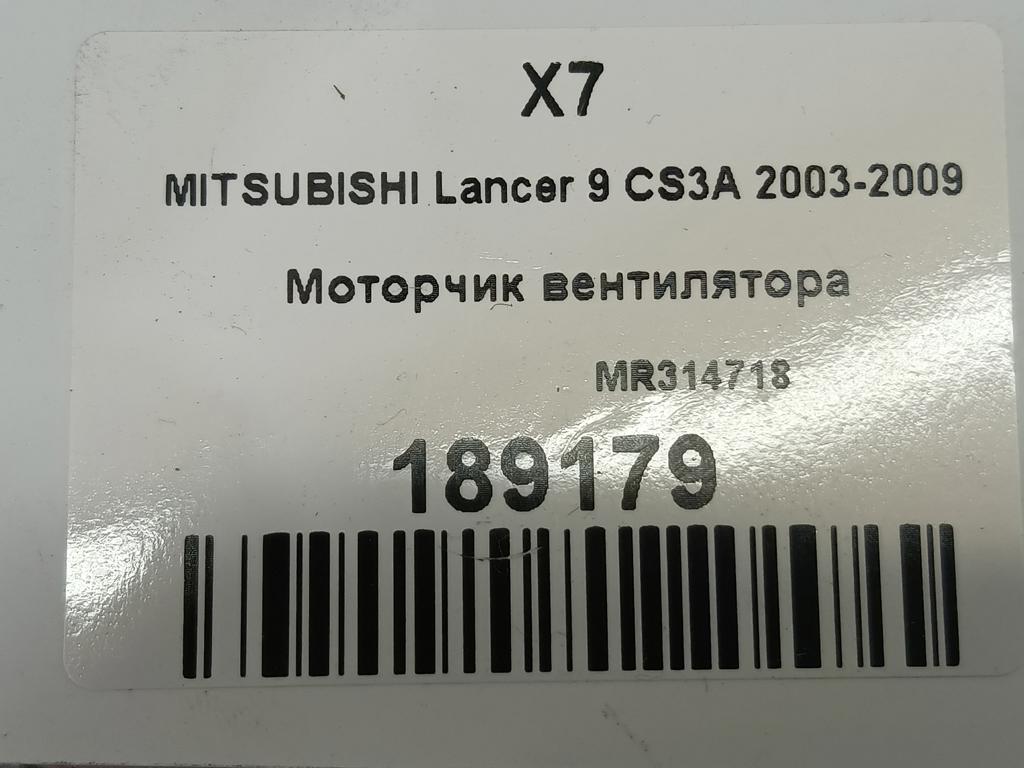 X7
MITSUBISHI Lancer 9 CS3A 2003-2009
Моторчик вентилятора
MR314718
189179